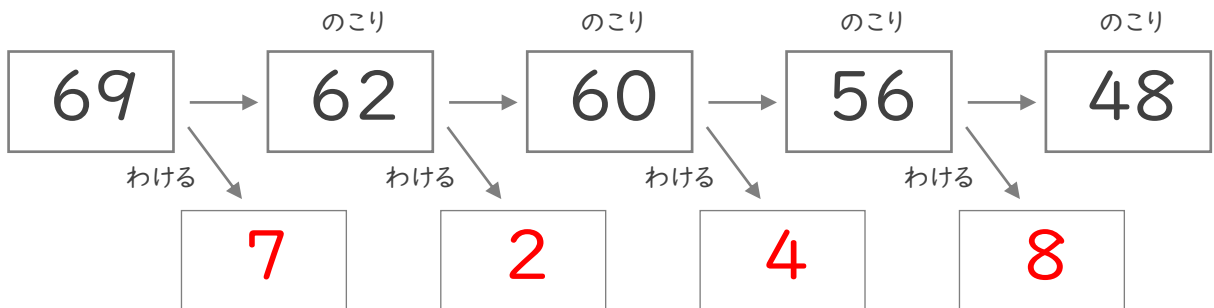 のこり のこり のこり のこり
69 62 60 56 48
わける わける わける わける
7 2 4 8